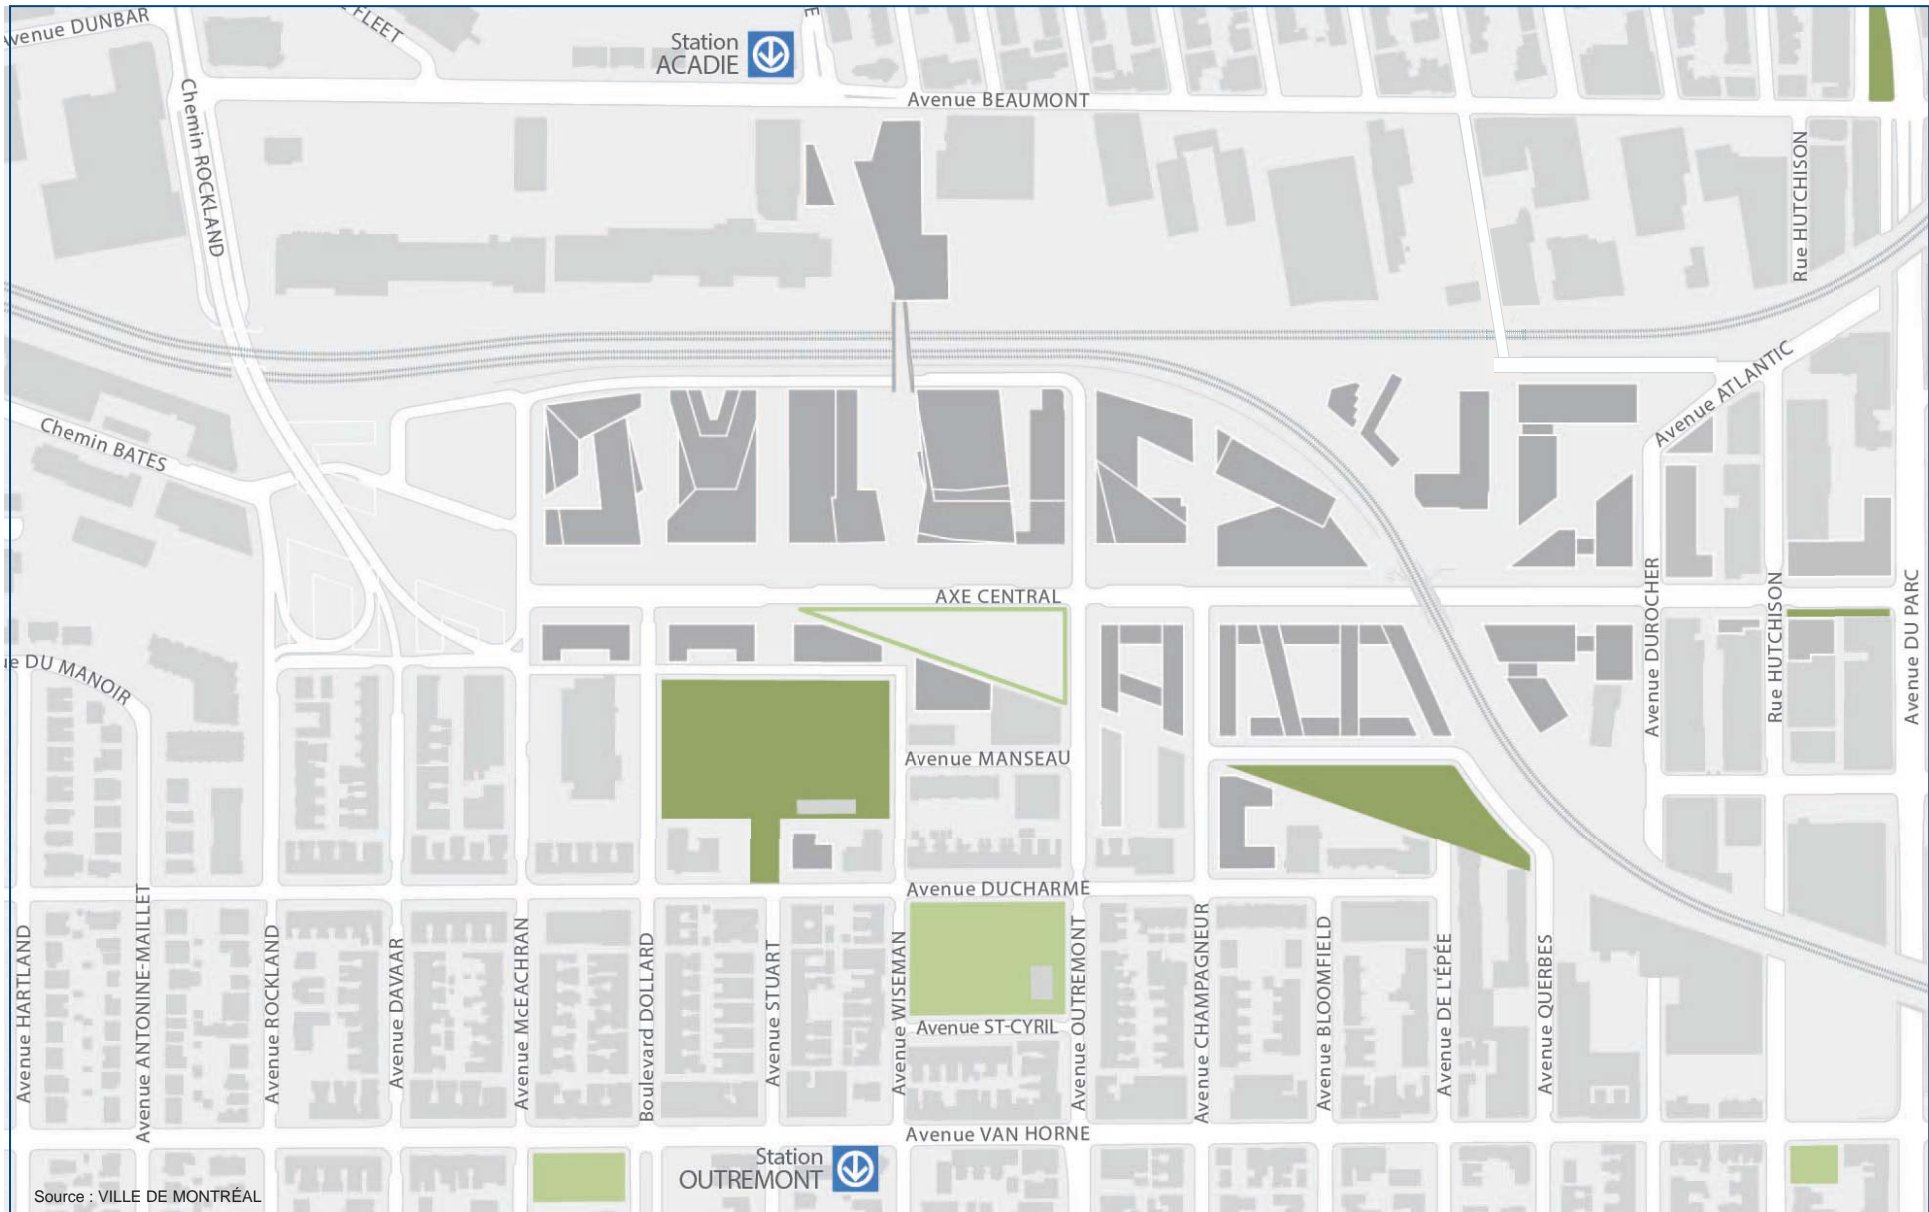 Avenue DUNBAR
FLEET
Station
ACADIE
Avenue BEAUMONT
Chemin ROCKLAND
Rue HUTCHISON
Chemin BATES
Avenue ATLANTIC
AXE CENTRAL
Avenue DUROCHER
Rue HUTCHISON
Avenue DU PARC
DU MANOIR
Avenue MANSEAU
Avenue DUCHARME
Avenue HARTLAND
Avenue ANTONINE-MAILLET
Avenue ROCKLAND
Avenue DAVAAR
Avenue McEACHRAN
Boulevard DOLLARD
Avenue STUART
Avenue WISEMAN
Avenue OUTREMONT
Avenue CHAMPAGNEUR
Avenue BLOOMFIELD
Avenue DE L'ÉPÉE
Avenue QUERBES
Avenue ST-CYRIL
Avenue VAN HORNE
Station
OUTREMONT
Source : VILLE DE MONTRÉAL